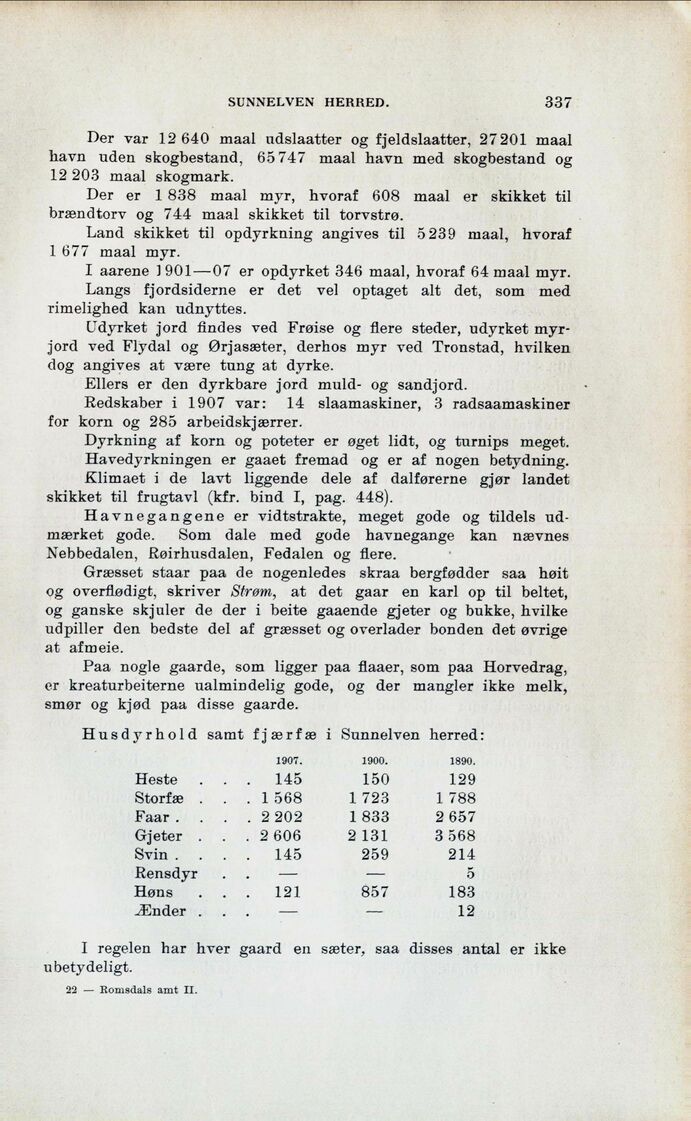 SUNNELVEN HERRED. 337
Der var 12 640 maal udslaatter og fjeldslaatter, 27 201 maal
havn uden skogbestand, 65 747 maal havn med skogbestand og
12 203 maal skogmark.
Der er 1 838 maal myr, hvoraf 608 maal er skikket til
brændtorv og 744 maal skikket til torvstrø.
Land skikket til opdyrkning angives til 5 239 maal, hvoraf
1 677 maal myr.
I aarene 1901—07 er opdyrket 346 maal, hvoraf 64 maal myr.
Langs fjordsiderne er det vel optaget alt det, som med
rimelighed kan udnyttes.
Udyrket jord findes ved Frøise og flere steder, udyrket myr-
jord ved Flydal og Ørjasæter, derhos myr ved Tronstad, hvilken
dog angives at være tung at dyrke.
Ellers er den dyrkbare jord muld- og sandjord.
Redskaber i 1907 var: 14 slaamaskiner, 3 radsaamaskiner
for korn og 285 arbeidskjærrer.
Dyrkning af korn og poteter er øget lidt, og turnips meget.
Havedyrkningen er gaaet fremad og er af nogen betydning.
Klimaet i de lavt liggende dele af dalførerne gjør landet
skikket til frugtavl (kfr. bind I, pag. 448).
Havnegangene er vidtstrakte, meget gode og tildels ud-
mærket gode. Som dale med gode havnegange kan nævnes
Nebbedalen, Røirhusdalen, Fedalen og flere.
Græsset staar paa de nogenledes skraa bergfødder saa høit
og overflødigt, skriver Strøm, at det gaar en karl op til beltet,
og ganske skjuler de der i beite gaaende gjeter og bukke, hvilke
udpiller den bedste del af græsset og overlader bonden det øvrige
at afmeie.
Paa nogle gaarde, som ligger paa flaaer, som paa Horvedrag,
er kreaturbeiterne ualmindelig gode, og der mangler ikke melk,
smør og kjød paa disse gaarde.
Husdyrhold samt fjærfæ i Sunnelven herred:
1907. 1900. 1890.
Heste . . . 145 150 129
Storfæ . . . 1 568 1 723 1 788
Faar . . . . 2 202 1 833 2 657
Gjeter . . . 2 606 2 131 3 568
Svin . . . . 145 259 214
Rensdyr . . — — 5
Høns . . . 121 857 183
Ænder . . . — — 12
I regelen har hver gaard en sæter, saa disses antal er ikke
ubetydeligt.
22 — Romsdals amt II.